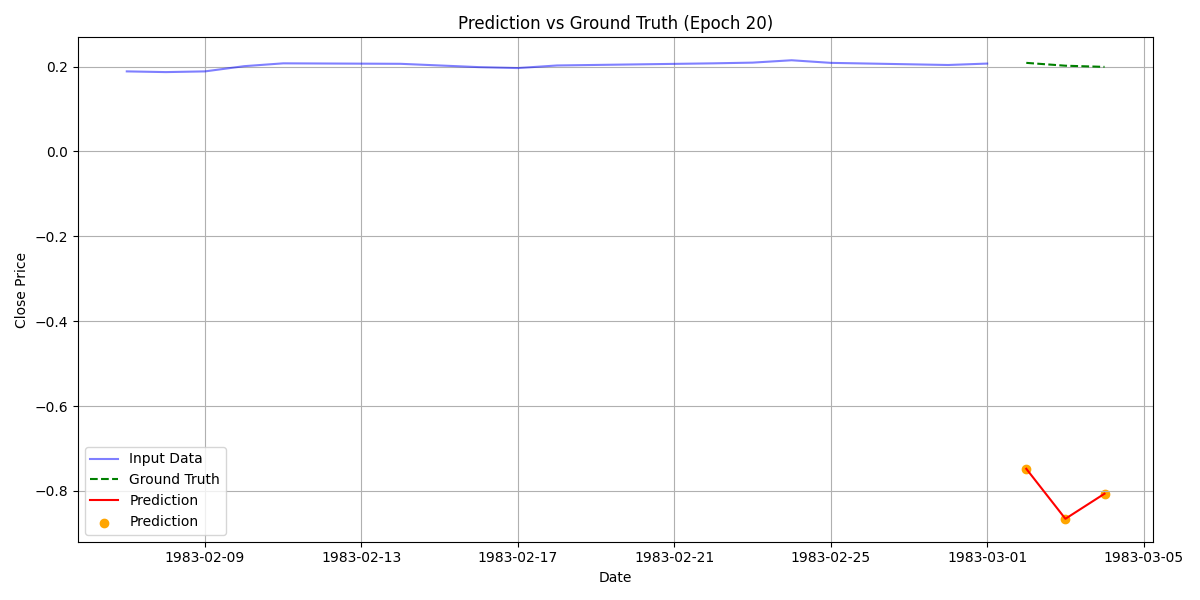 Prediction vs Ground Truth (Epoch 20)
Close Price
0.2
0.0
−0.2
−0.4
−0.6
−0.8
Input Data
Ground Truth
Prediction
Prediction
1983-02-09 1983-02-13 1983-02-17 1983-02-21 1983-02-25 1983-03-01 1983-03-05
Date